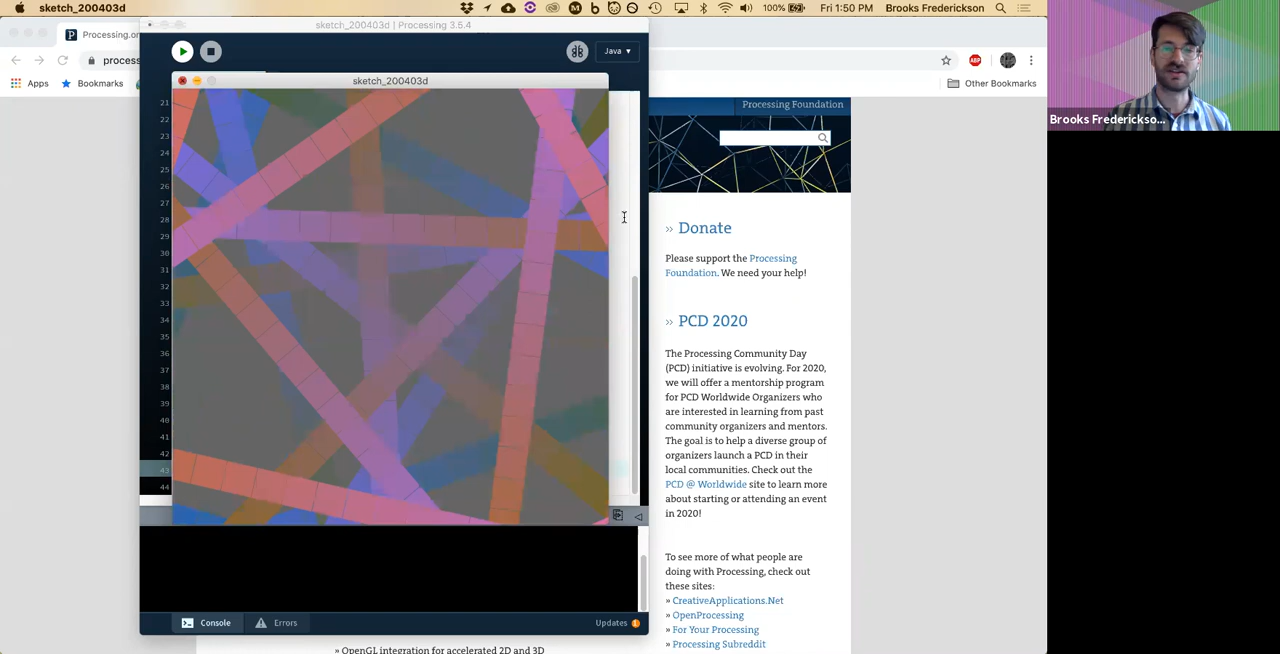 sketch_200403d
100%
Fri 1:50 PM
Brooks Frederickson
Processing.or
sketch_200403d | Processing 3.5.4
proces
Java ▾
ABP
Apps
Bookmarks
Other Bookmarks
sketch_200403d
Processing Foundation
Brooks Frederickso...
21
22
23
24
25
26
27
28
29
30
31
32
33
34
35
36
37
38
39
40
41
42
43
44
» Donate
Please support the Processing
Foundation. We need your help!
» PCD 2020
The Processing Community Day
(PCD) initiative is evolving. For 2020,
we will offer a mentorship program
for PCD Worldwide Organizers who
are interested in learning from past
community organizers and mentors.
The goal is to help a diverse group of
organizers launch a PCD in their
local communities. Check out the
PCD @ Worldwide site to learn more
about starting or attending an event
in 2020!
To see more of what people are
doing with Processing, check out
these sites:
» CreativeApplications.Net
» OpenProcessing
» For Your Processing
» Processing Subreddit
Console
Errors
Updates 1
» OpenGL integration for accelerated 2D and 3D